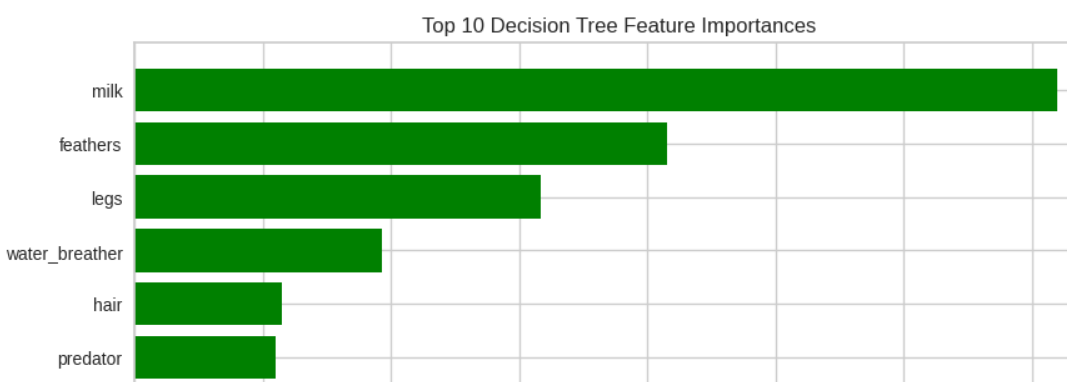 Top 10 Decision Tree Feature Importances
milk
feathers
legs
water_breather
hair
predator